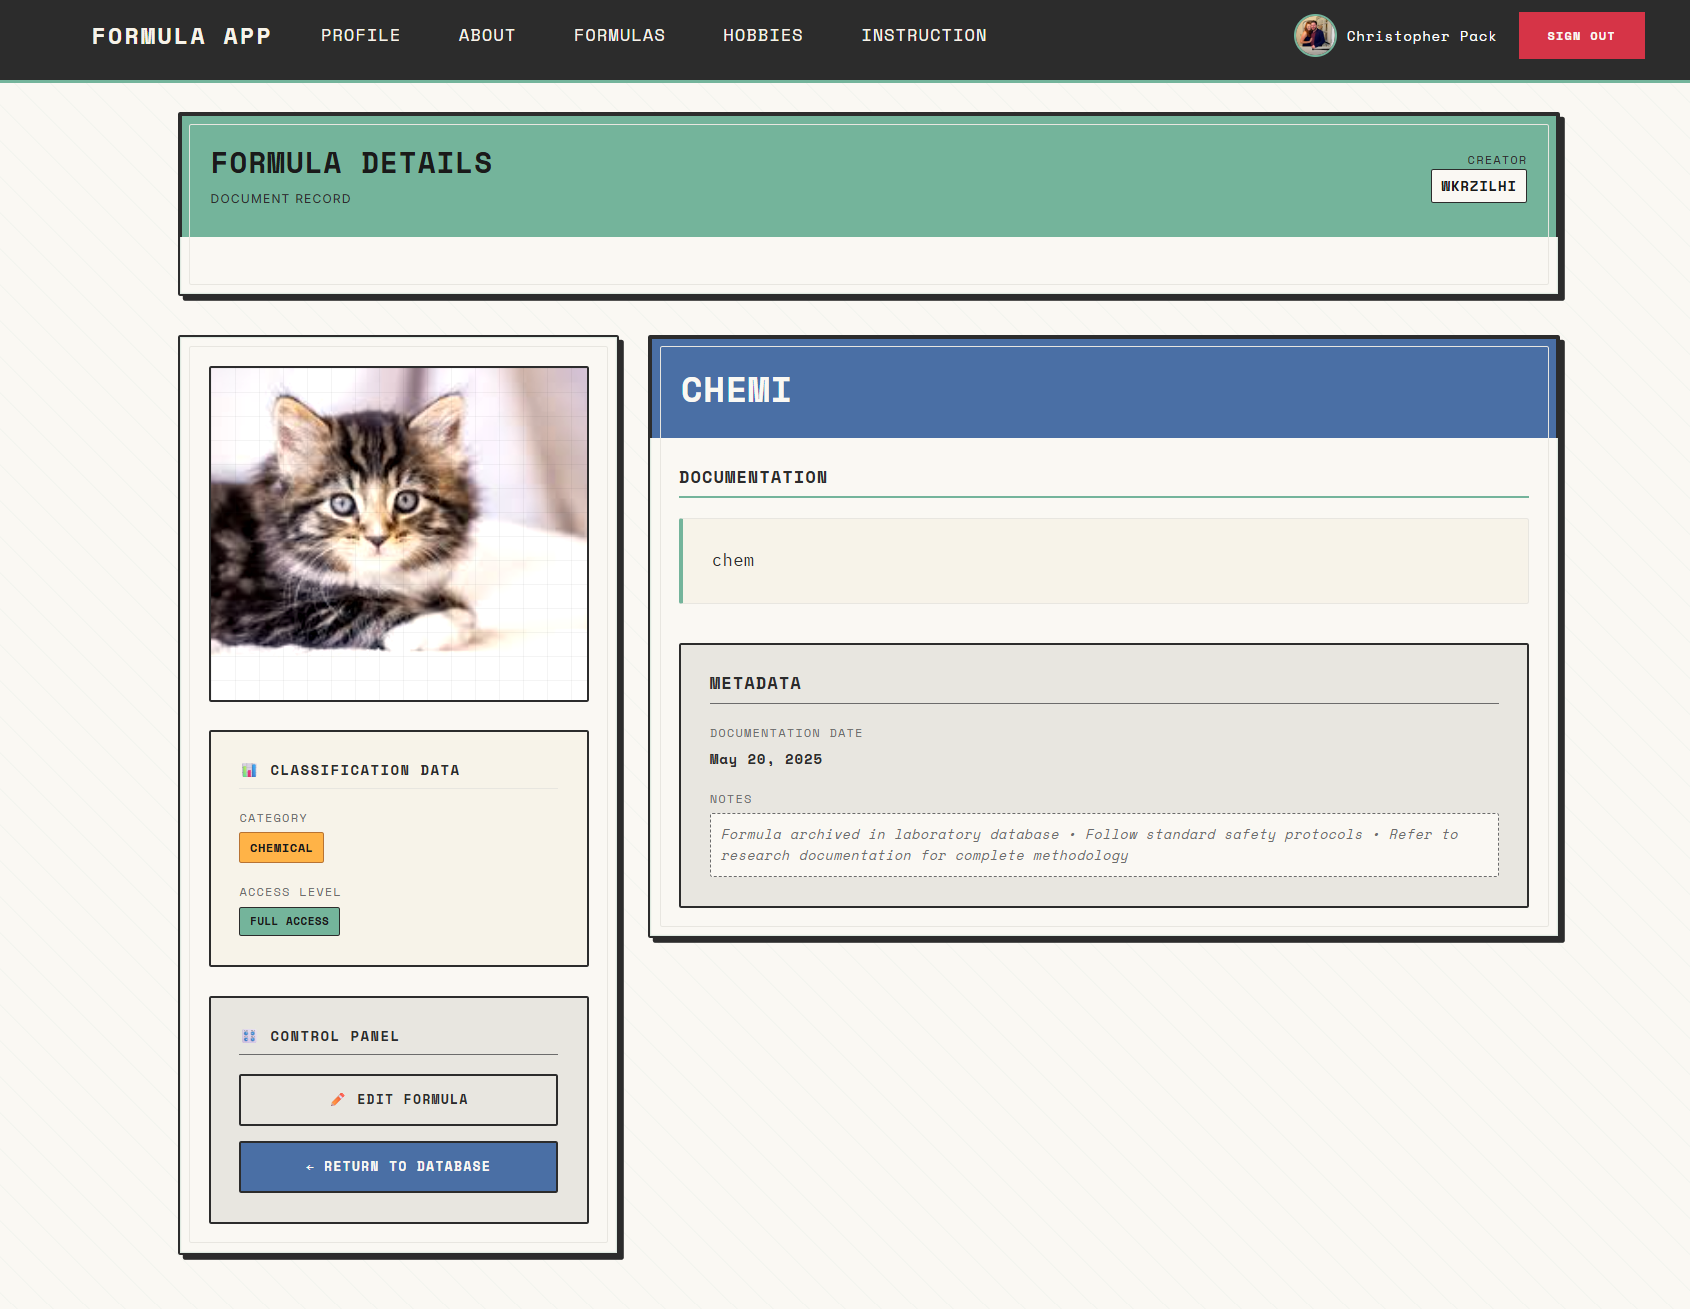 FORMULA APP
PROFILE
ABOUT
FORMULAS
HOBBIES
INSTRUCTION
Christopher Pack
SIGN OUT
FORMULA DETAILS
DOCUMENT RECORD
CREATOR
WKRZILHI
CLASSIFICATION DATA
CATEGORY
CHEMICAL
ACCESS LEVEL
FULL ACCESS
CONTROL PANEL
EDIT FORMULA
← RETURN TO DATABASE
CHEMI
DOCUMENTATION
chem
METADATA
DOCUMENTATION DATE
May 20, 2025
NOTES
Formula archived in laboratory database • Follow standard safety protocols • Refer to
research documentation for complete methodology